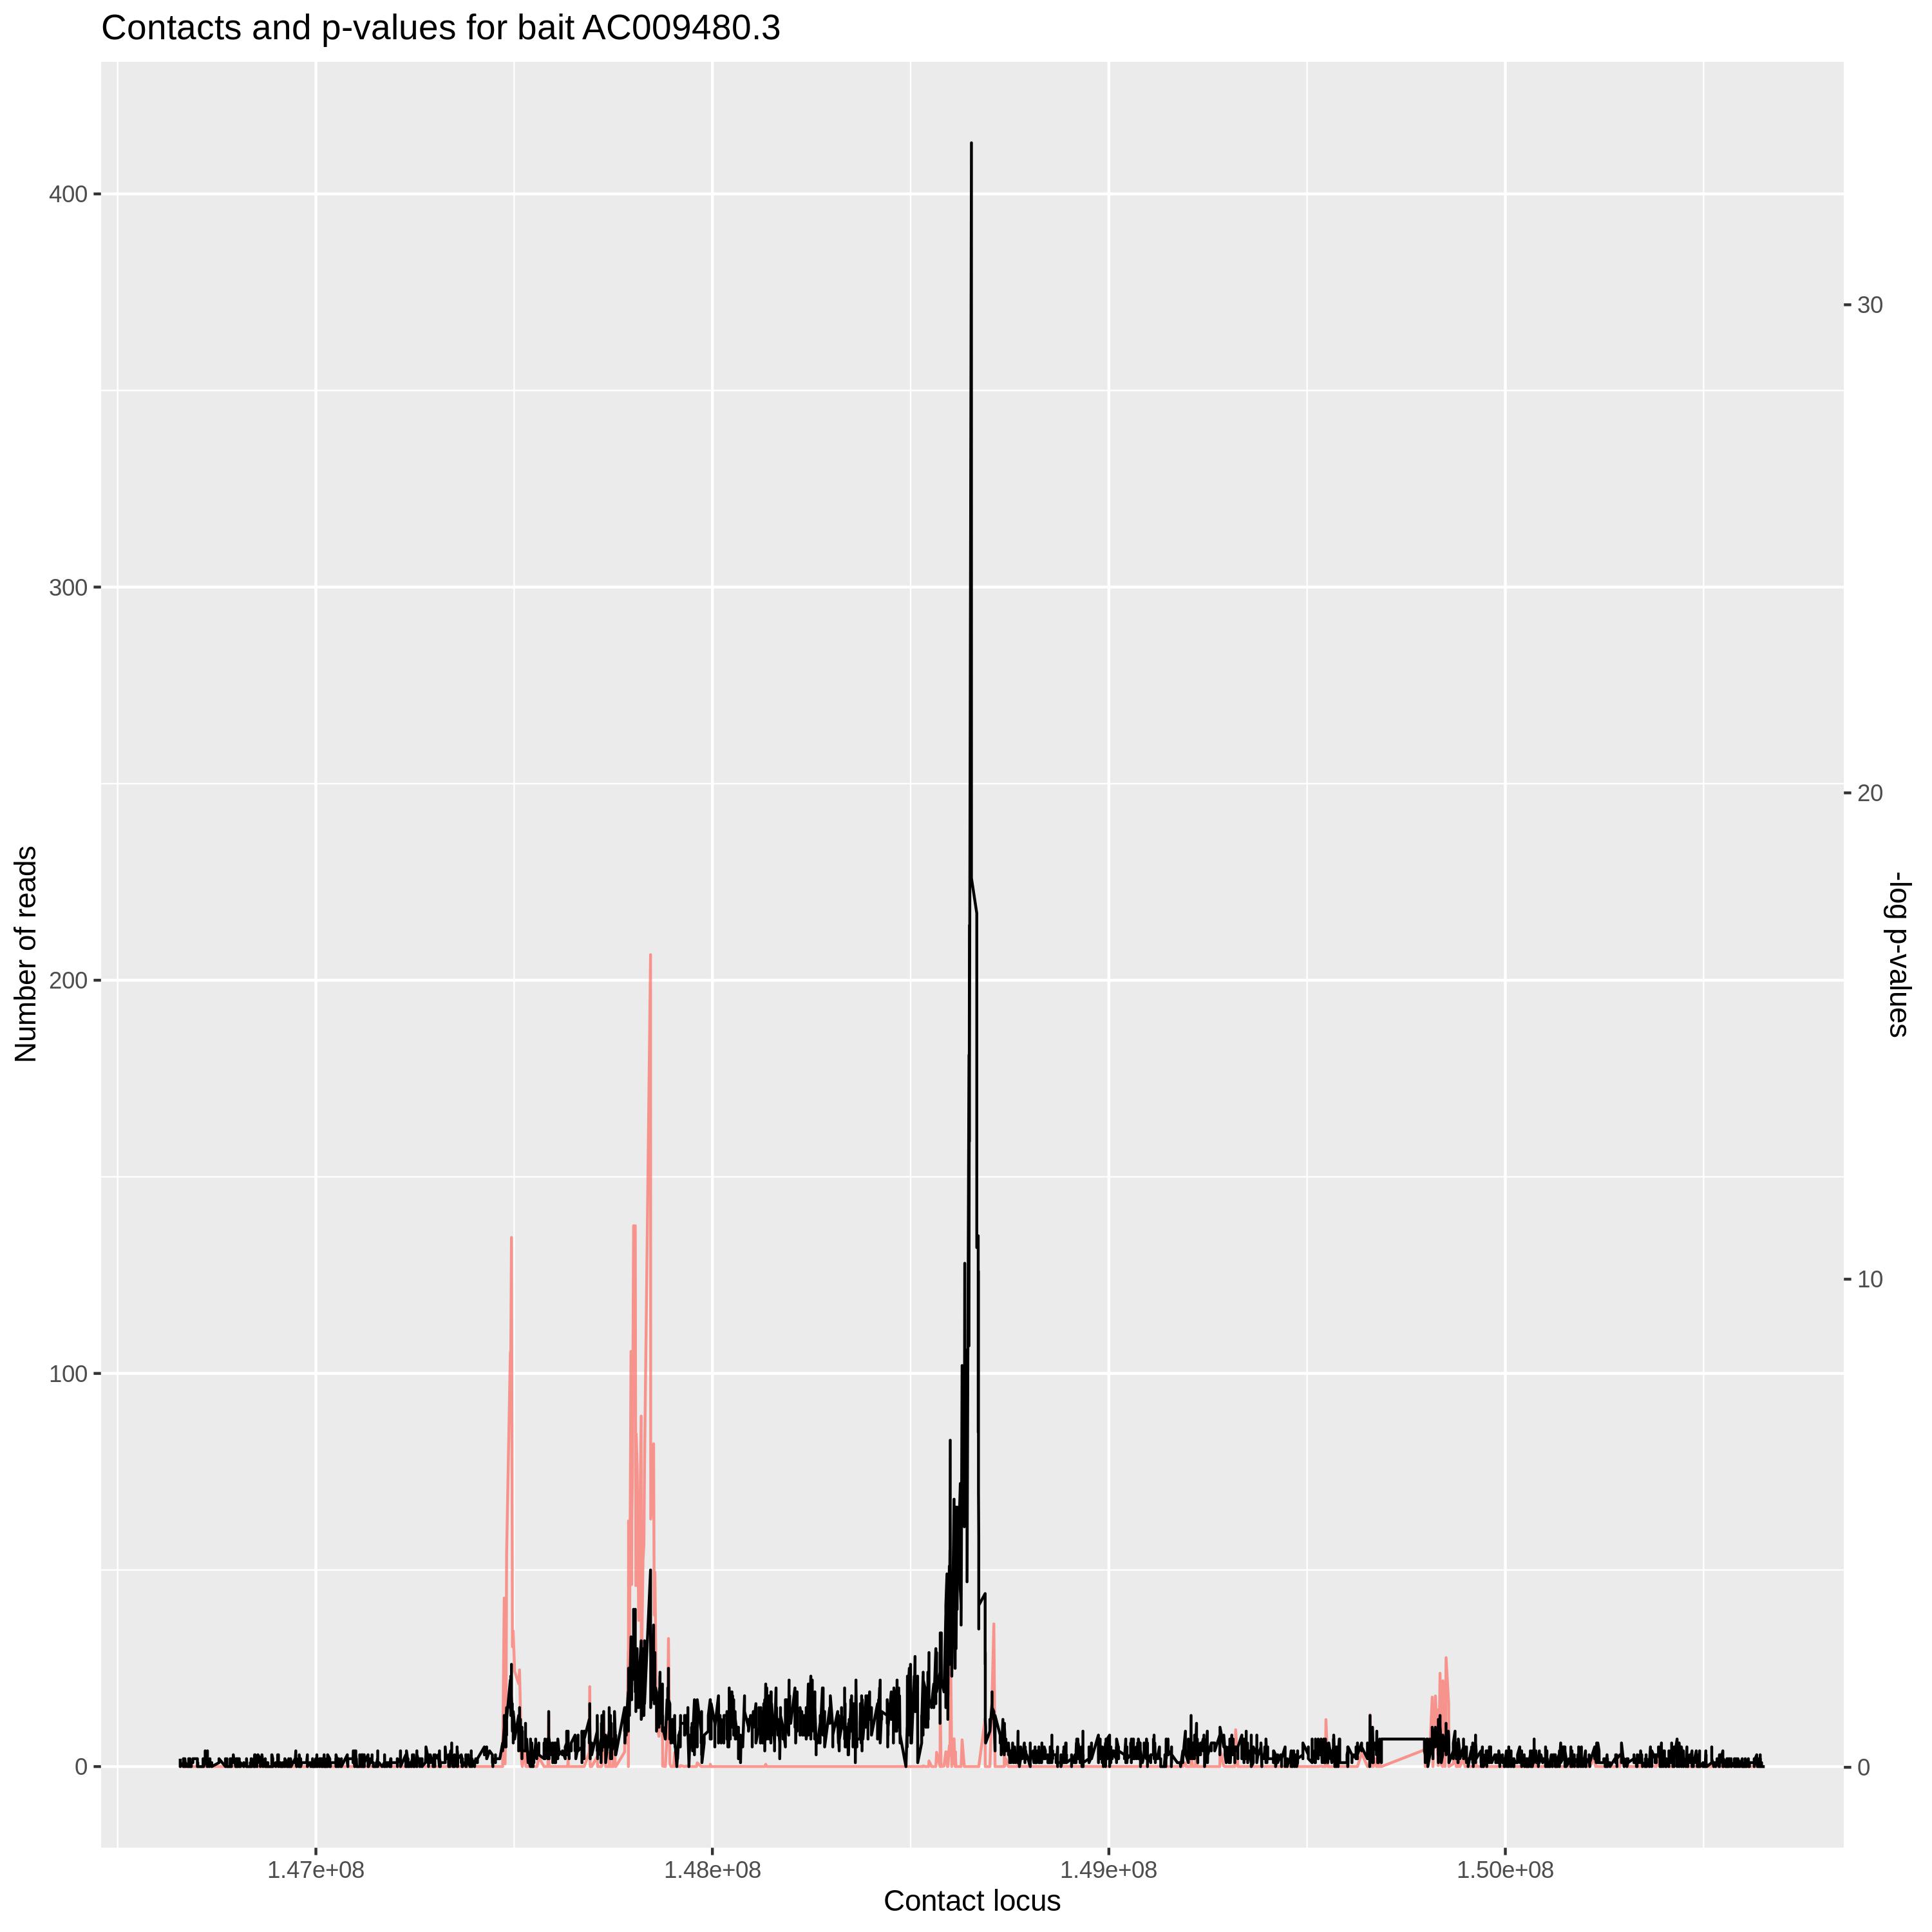 Contacts and p-values for bait AC009480.3
400
300
200
100
0
Number of reads
30
20
10
0
-log p-values
1.47e+08
1.48e+08
1.49e+08
1.50e+08
Contact locus